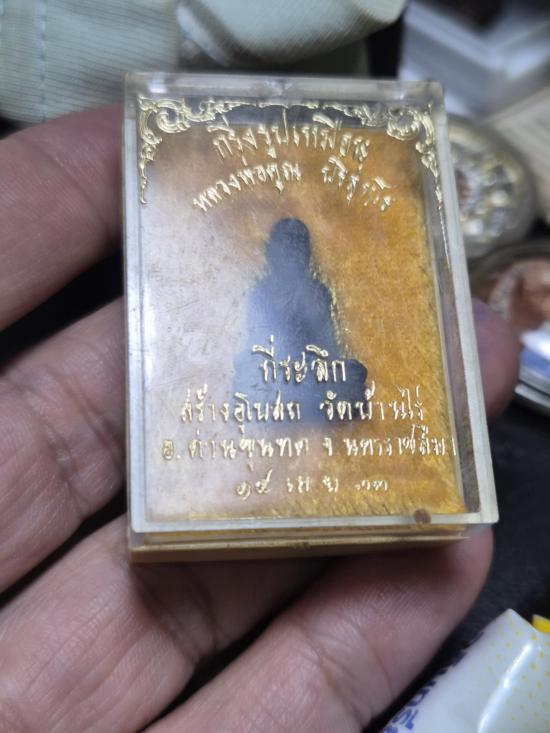 กริ่งรูปเหมือน
หลวงพ่อคูณ ปริสุทโธ
ที่ระลึก
สร้างอุโบสถ วัดบ้านไร่
อ. ด่านขุนทด จ นครราชสีมา
๑๔ เม ย